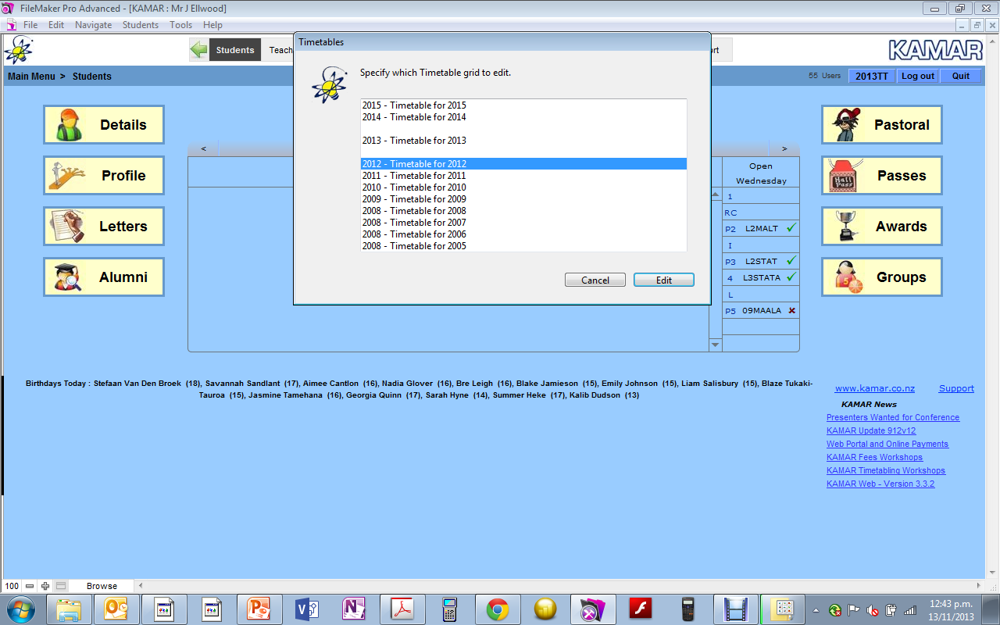 FileMaker Pro Advanced - [KAMAR : Mr J Ellwood]
File Edit Navigate Students Tools Help
Students Teach rt KAMAR
Main Menu > Students 55 Users 2013TT Log out Quit
Timetables
Specify which Timetable grid to edit.
2015 - Timetable for 2015
2014 - Timetable for 2014
2013 - Timetable for 2013
2012 - Timetable for 2012
2011 - Timetable for 2011
2010 - Timetable for 2010
2009 - Timetable for 2009
2008 - Timetable for 2008
2008 - Timetable for 2007
2008 - Timetable for 2006
2008 - Timetable for 2005
Cancel Edit
Details
Profile
Letters
Alumni
< >
Open
Wednesday
1
RC
P2 L2MALT
I
P3 L2STAT
4 L3STATA
L
P5 09MAALA
Pastoral
Hall Pass Passes
Awards
5 Groups
Birthdays Today : Stefaan Van Den Broek (18), Savannah Sandlant (17), Aimee Cantlon (16), Nadia Glover (16), Bre Leigh (16), Blake Jamieson (15), Emily Johnson (15), Liam Salisbury (15), Blaze Tukaki-
Tauroa (15), Jasmine Tamehana (16), Georgia Quinn (17), Sarah Hyne (14), Summer Heke (17), Kalib Dudson (13)
www.kamar.co.nz Support
KAMAR News
Presenters Wanted for Conference
KAMAR Update 912v12
Web Portal and Online Payments
KAMAR Fees Workshops
KAMAR Timetabling Workshops
KAMAR Web - Version 3.3.2
100 Browse
12:43 p.m.
13/11/2013